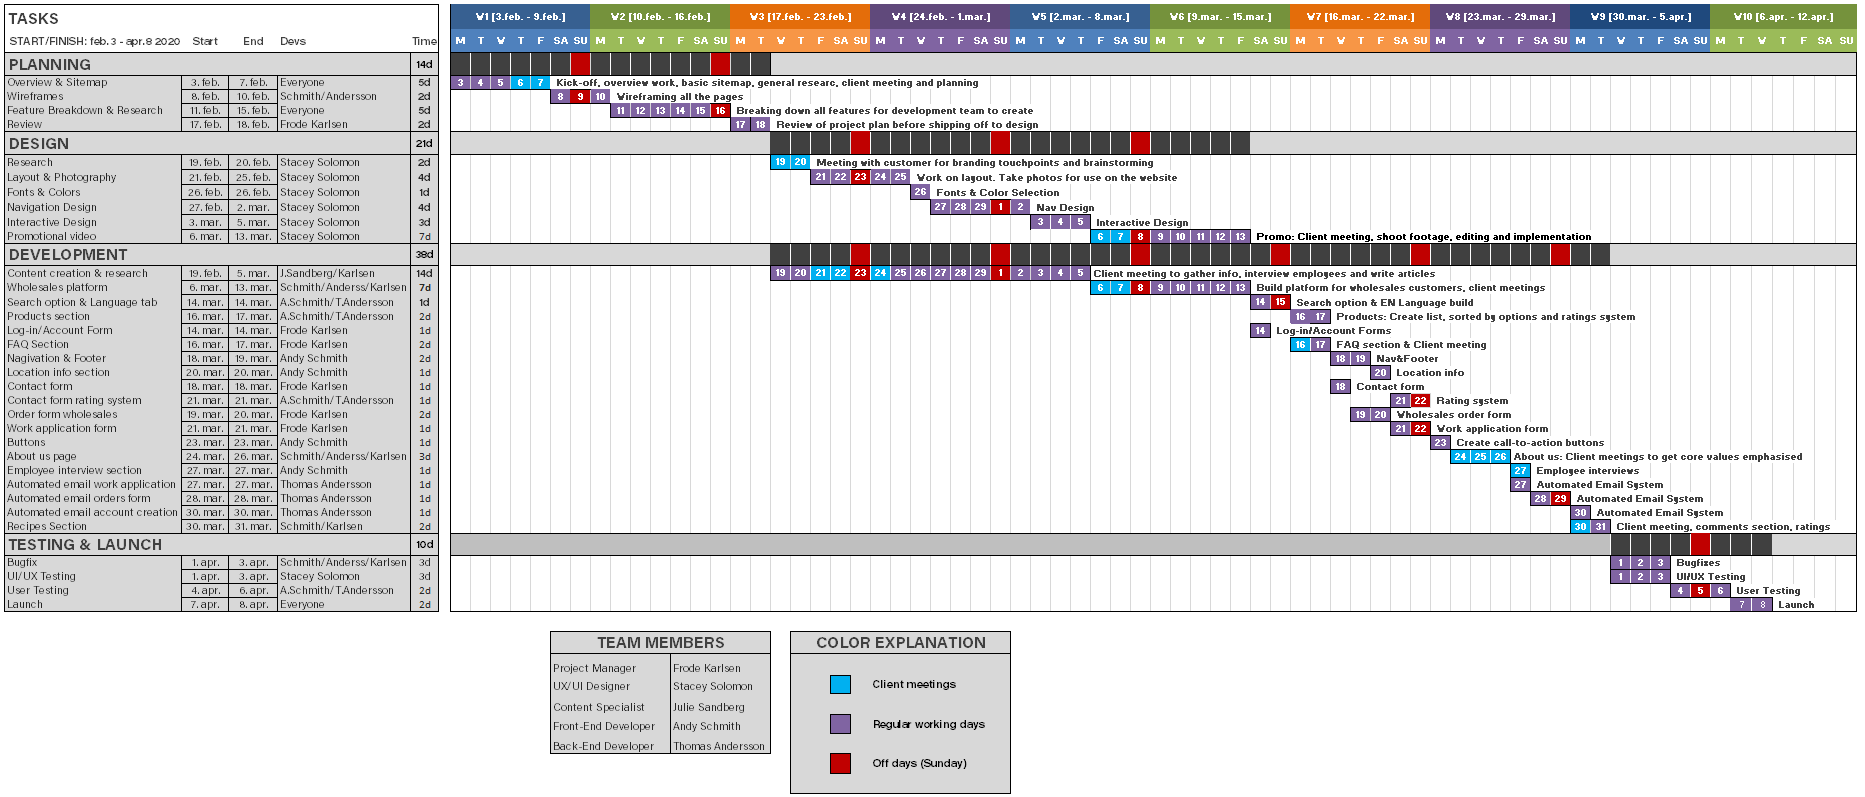 TASKS
START/FINISH: feb. 3 - apr. 8 2020 Start End Devs Time
W1 [3.feb. - 9.feb.] W2 [10.feb. - 16.feb.] W3 [17.feb. - 23.feb.] W4 [24.feb. - 1.mar.] W5 [2.mar. - 8.mar.] W6 [9.mar. - 15.mar.] W7 [16.mar. - 22.mar.] W8 [23.mar. - 29.mar.] W9 [30.mar. - 5.apr.] W10 [6.apr. - 12.apr.]
M T W T F SA SU M T W T F SA SU M T W T F SA SU M T W T F SA SU M T W T F SA SU M T W T F SA SU M T W T F SA SU M T W T F SA SU M T W T F SA SU M T W T F SA SU
PLANNING 14d
Overview & Sitemap 3. feb. 7. feb. Everyone 5d 3 4 5 6 7 Kick-off, overview work, basic sitemap, general researc, client meeting and planning
Wireframes 8. feb. 10. feb. Schmith/Andersson 2d 8 9 10 Wireframing all the pages
Feature Breakdown & Research 11. feb. 15. feb. Everyone 5d 11 12 13 14 15 16 Breaking down all features for development team to create
Review 17. feb. 18. feb. Frode Karlsen 2d 17 18 Review of project plan before shipping off to design
DESIGN 21d
Research 19. feb. 20. feb. Stacey Solomon 2d 19 20 Meeting with customer for branding touchpoints and brainstorming
Layout & Photography 21. feb. 25. feb. Stacey Solomon 4d 21 22 23 24 25 Work on layout. Take photos for use on the website
Fonts & Colors 26. feb. 26. feb. Stacey Solomon 1d 26 Fonts & Color Selection
Navigation Design 27. feb. 2. mar. Stacey Solomon 4d 27 28 29 1 2 Nav Design
Interactive Design 3. mar. 5. mar. Stacey Solomon 3d 3 4 5 Interactive Design
Promotional video 6. mar. 13. mar. Stacey Solomon 7d 6 7 8 9 10 11 12 13 Promo: Client meeting, shoot footage, editing and implementation
DEVELOPMENT 38d
Content creation & research 19. feb. 5. mar. J.Sandberg/Karlsen 14d 19 20 21 22 23 24 25 26 27 28 29 1 2 3 4 5 Client meeting to gather info, interview employees and write articles
Wholesales platform 6. mar. 13. mar. Schmith/Anderss/Karlsen 7d 6 7 8 9 10 11 12 13 Build platform for wholesales customers, client meetings
Search option & Language tab 14. mar. 14. mar. A.Schmith/T.Andersson 1d 14 15 Search option & EN Language build
Products section 16. mar. 17. mar. A.Schmith/T.Andersson 2d 16 17 Products: Create list, sorted by options and ratings system
Log-in/Account Form 14. mar. 14. mar. Frode Karlsen 1d 14 Log-in/Account Forms
FAQ Section 16. mar. 17. mar. Frode Karlsen 2d 16 17 FAQ section & Client meeting
Nagivation & Footer 18. mar. 19. mar. Andy Schmith 2d 18 19 Nav&Footer
Location info section 20. mar. 20. mar. Andy Schmith 1d 20 Location info
Contact form 18. mar. 18. mar. Frode Karlsen 1d 18 Contact form
Contact form rating system 21. mar. 21. mar. A.Schmith/T.Andersson 1d 21 22 Rating system
Order form wholesales 19. mar. 20. mar. Frode Karlsen 2d 19 20 Wholesales order form
Work application form 21. mar. 21. mar. Frode Karlsen 1d 21 22 Work application form
Buttons 23. mar. 23. mar. Andy Schmith 1d 23 Create call-to-action buttons
About us page 24. mar. 26. mar. Schmith/Anderss/Karlsen 3d 24 25 26 About us: Client meetings to get core values emphasised
Employee interview section 27. mar. 27. mar. Andy Schmith 1d 27 Employee interviews
Automated email work application 27. mar. 27. mar. Thomas Andersson 1d 27 Automated Email System
Automated email orders form 28. mar. 28. mar. Thomas Andersson 1d 28 29 Automated Email System
Automated email account creation 30. mar. 30. mar. Thomas Andersson 1d 30 Automated Email System
Recipes Section 30. mar. 31. mar. Schmith/Karlsen 2d 30 31 Client meeting, comments section, ratings
TESTING & LAUNCH 10d
Bugfix 1. apr. 3. apr. Schmith/Anderss/Karlsen 3d 1 2 3 Bugfixes
UI/UX Testing 1. apr. 3. apr. Stacey Solomon 3d 1 2 3 UI/UX Testing
User Testing 4. apr. 6. apr. A.Schmith/T.Andersson 2d 4 5 6 User Testing
Launch 7. apr. 8. apr. Everyone 2d 7 8 Launch
TEAM MEMBERS
Project Manager Frode Karlsen
UX/UI Designer Stacey Solomon
Content Specialist Julie Sandberg
Front-End Developer Andy Schmith
Back-End Developer Thomas Andersson
COLOR EXPLANATION
Client meetings
Regular working days
Off days (Sunday)